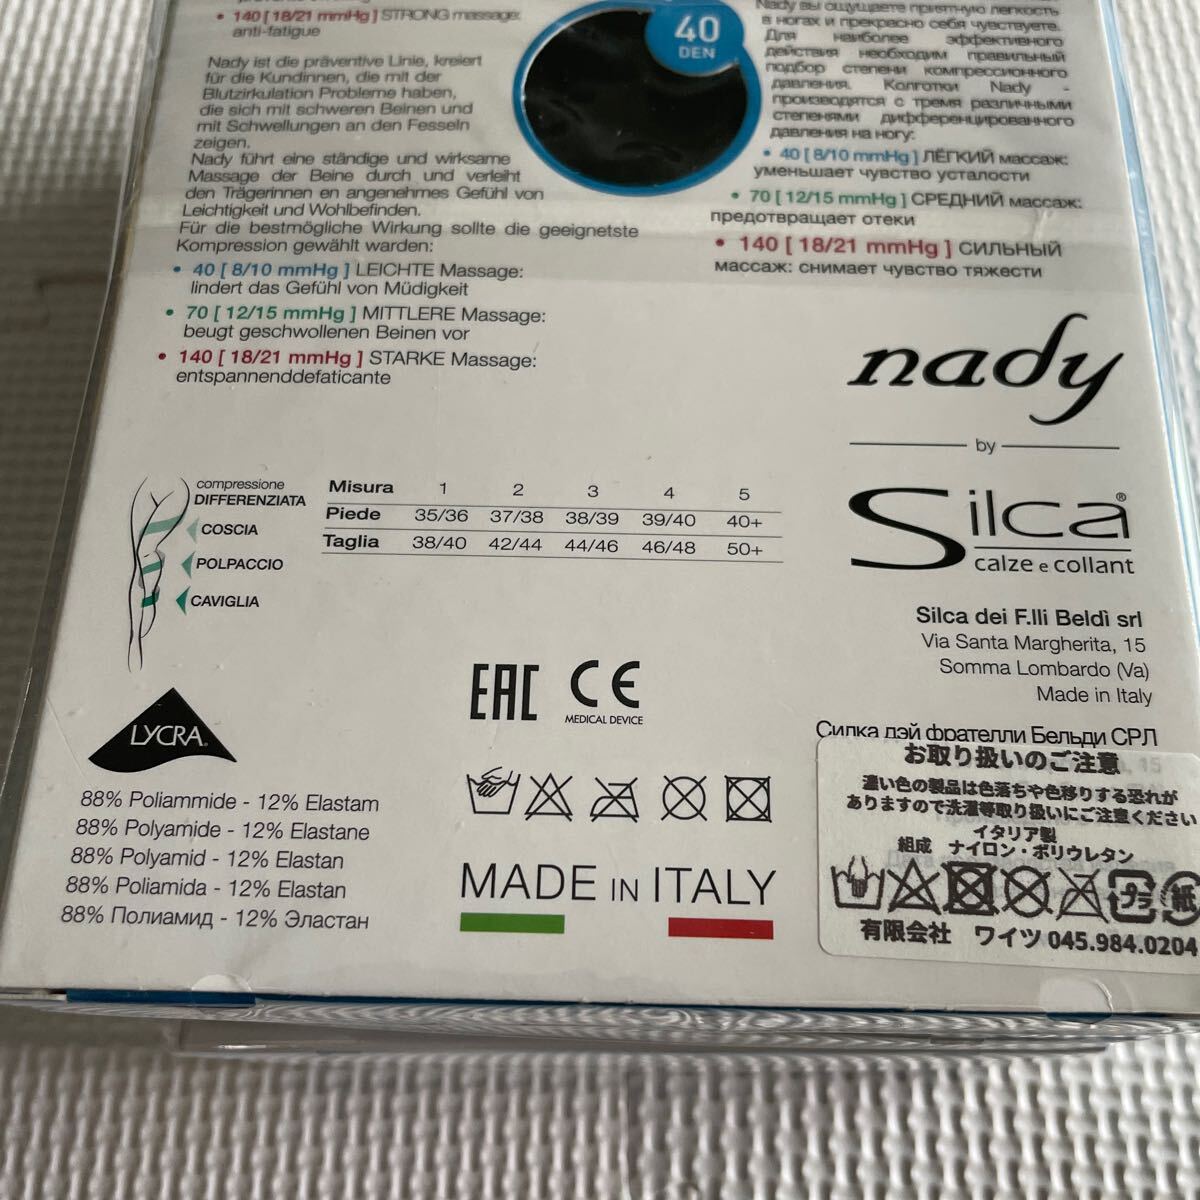 • 140 [ 18/21 mmHg ] STRONG massage:
anti-fatigue
Nady ist die präventive Linie, kreiert
für die Kundinnen, die mit der
Blutzirkulation Probleme haben,
die sich mit schweren Beinen und
mit Schwellungen an den Fesseln
zeigen.
Nady führt eine ständige und wirksame
Massage der Beine durch und verleiht
den Trägerinnen en angenehmes Gefühl von
Leichtigkeit und Wohlbefinden.
Für die bestmögliche Wirkung sollte die geeignetste
Kompression gewählt warden:
• 40 [ 8/10 mmHg ] LEICHTE Massage:
lindert das Gefühl von Müdigkeit
• 70 [ 12/15 mmHg ] MITTLERE Massage:
beugt geschwollenen Beinen vor
• 140 [ 18/21 mmHg ] STARKE Massage:
entspannenddefaticante
40
DEN
Nady вы ощущаете приятную легкость
в ногах и прекрасно себя чувствуете.
Для наиболее эффективного
действия необходим правильный
подбор степени компрессионного
давления. Колготки Nady -
производятся с тремя различными
степенями дифференцированного
давления на ногу:
• 40 [ 8/10 mmHg ] ЛЁГКИЙ массаж:
уменьшает чувство усталости
• 70 [ 12/15 mmHg ] СРЕДНИЙ массаж:
предотвращает отеки
• 140 [ 18/21 mmHg ] СИЛЬНЫЙ
массаж: снимает чувство тяжести
nady
by
Silca®
calze e collant
Silca dei F.lli Beldì srl
Via Santa Margherita, 15
Somma Lombardo (Va)
Made in Italy
Силка дэй фрателли Бельди СРЛ
compressione
DIFFERENZIATA
COSCIA
POLPACCIO
CAVIGLIA
Misura 1 2 3 4 5
Piede 35/36 37/38 38/39 39/40 40+
Taglia 38/40 42/44 44/46 46/48 50+
EAC CE
MEDICAL DEVICE
LYCRA®
88% Poliammide - 12% Elastam
88% Polyamide - 12% Elastane
88% Polyamid - 12% Elastan
88% Poliamida - 12% Elastan
88% Полиамид - 12% Эластан
MADE IN ITALY
お取り扱いのご注意
濃い色の製品は色落ちや色移りする恐れが
ありますので洗濯等取り扱いにご注意ください
イタリア製
組成 ナイロン・ポリウレタン
プラ 紙
有限会社 ワイツ 045.984.0204